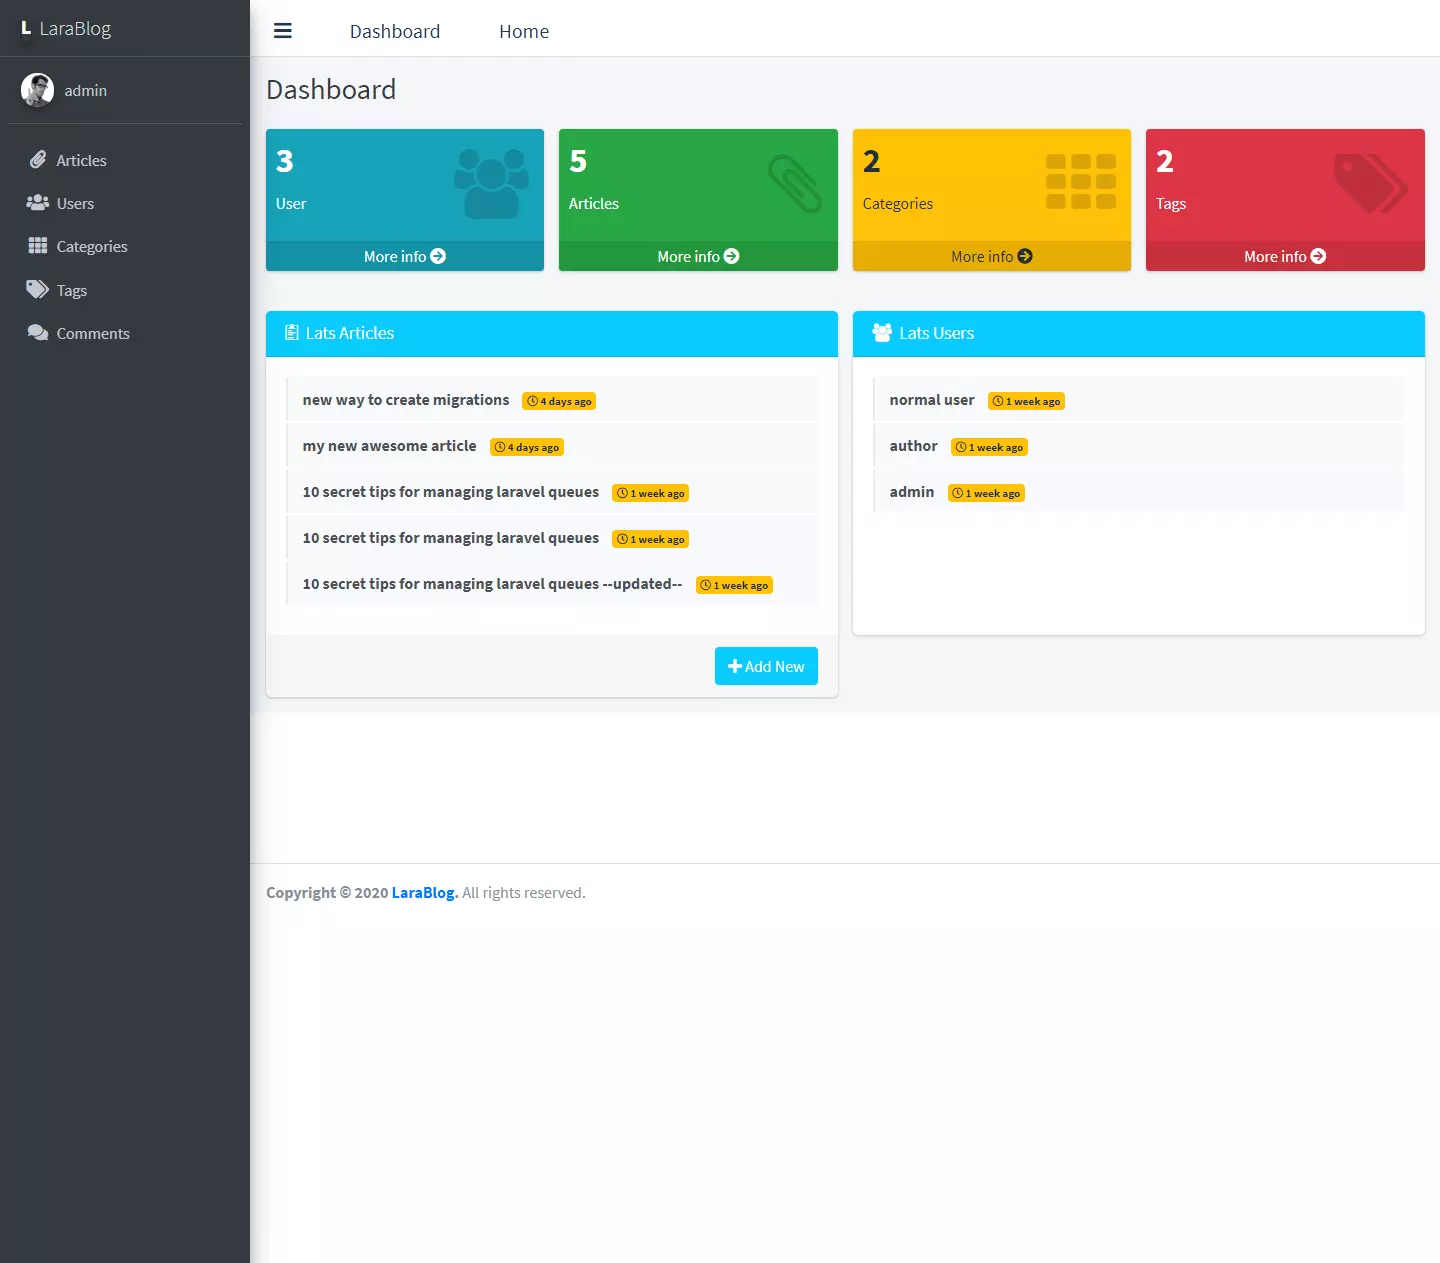 L LaraBlog
admin
Articles
Users
Categories
Tags
Comments
Dashboard Home
Dashboard
3
User
More info
5
Articles
More info
2
Categories
More info
2
Tags
More info
Lats Articles
new way to create migrations 4 days ago
my new awesome article 4 days ago
10 secret tips for managing laravel queues 1 week ago
10 secret tips for managing laravel queues 1 week ago
10 secret tips for managing laravel queues --updated-- 1 week ago
Add New
Lats Users
normal user 1 week ago
author 1 week ago
admin 1 week ago
Copyright © 2020 LaraBlog. All rights reserved.